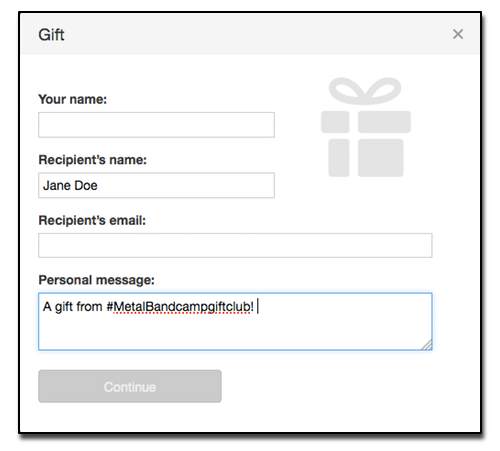 Gift
Your name:
Recipient's name:
Jane Doe
Recipient's email:
Personal message:
A gift from #MetalBandcampgiftclub!
Continue